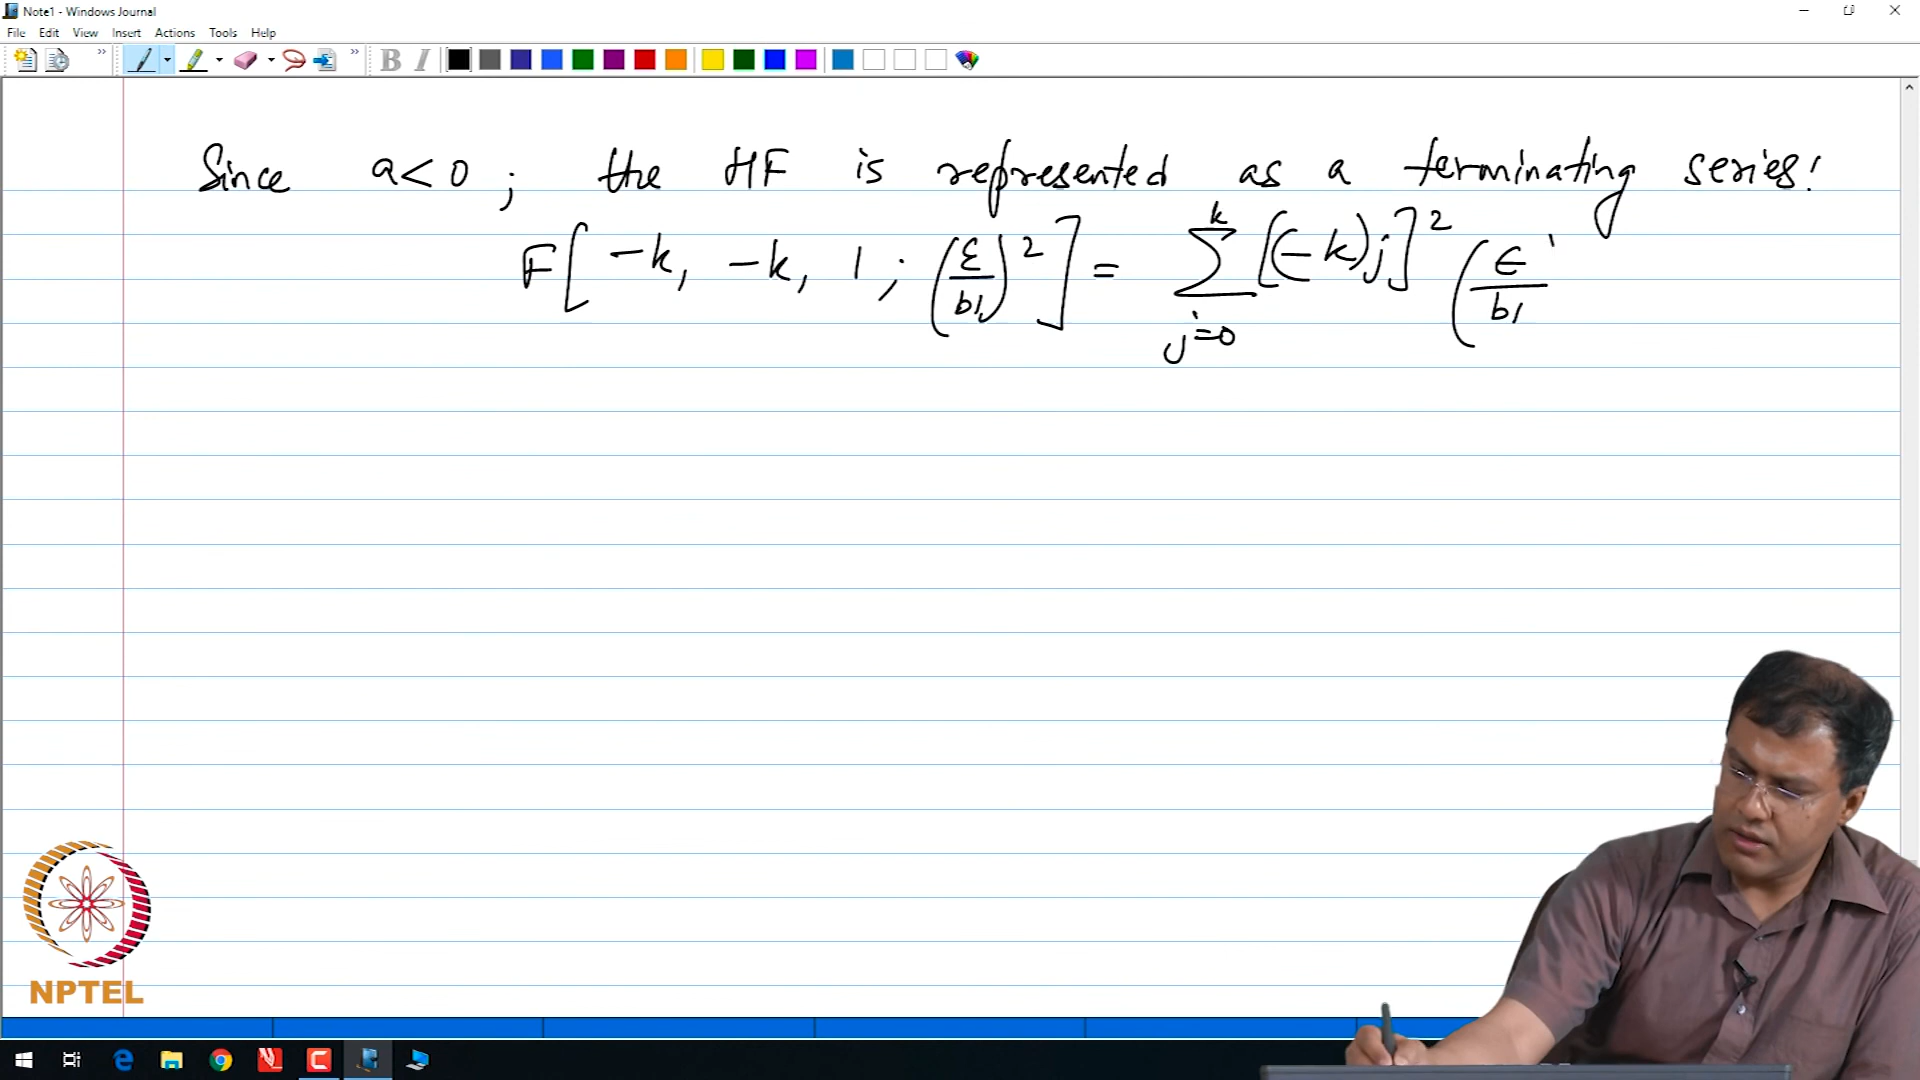 Note1 - Windows Journal
File Edit View Insert Actions Tools Help
B I
Since a<0 ; the HF is represented as a terminating series!
F[ -k, -k, 1 ; (ε/b1)^2 ] = ∑_{j=0}^{k} [(-k)j]^2 (ε/b1
NPTEL